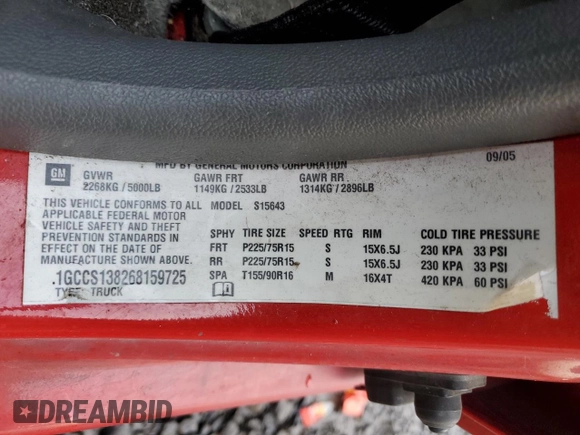 MFD BY GENERAL MOTORS CORPORATION 09/05
GM GVWR GAWR FRT GAWR RR
2268KG / 5000LB 1149KG / 2533LB 1314KG / 2896LB
THIS VEHICLE CONFORMS TO ALL MODEL S15643
APPLICABLE FEDERAL MOTOR
VEHICLE SAFETY AND THEFT
PREVENTION STANDARDS IN
EFFECT ON THE DATE OF
MANUFACTURE SHOWN ABOVE.
.1GCCS138268159725
TYPE: TRUCK
SPHY TIRE SIZE SPEED RTG RIM COLD TIRE PRESSURE
FRT P225/75R15 S 15X6.5J 230 KPA 33 PSI
RR P225/75R15 S 15X6.5J 230 KPA 33 PSI
SPA T155/90R16 M 16X4T 420 KPA 60 PSI
DREAMBID